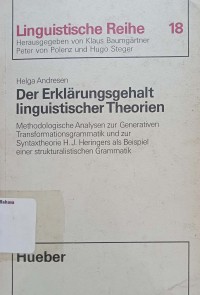 Linguistische Reihe 18
Herausgegeben von Klaus Baumgärtner
Peter von Polenz und Hugo Steger
Helga Andresen
Der Erklärungsgehalt
linguistischer Theorien
Methodologische Analysen zur Generativen
Transformationsgrammatik und zur
Syntaxtheorie H. J. Heringers als Beispiel
einer strukturalistischen Grammatik
Bahasa
Hueber